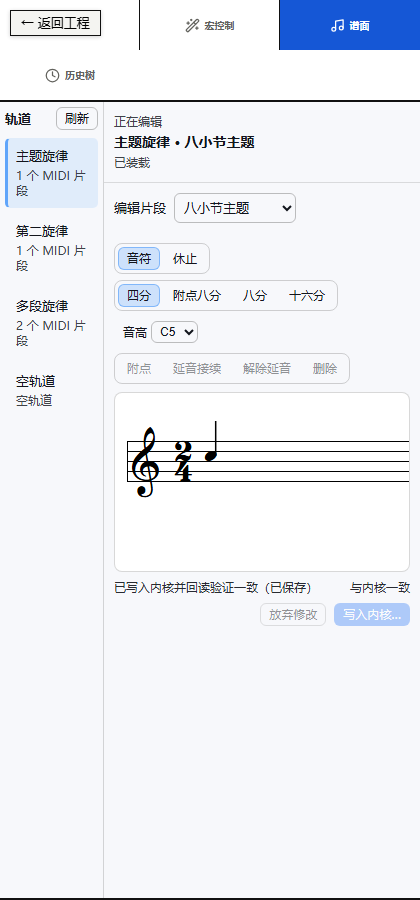 ← 返回工程
宏控制
谱面
历史树
轨道
刷新
主题旋律
1 个 MIDI 片
段
第二旋律
1 个 MIDI 片
段
多段旋律
2 个 MIDI 片
段
空轨道
空轨道
正在编辑
主题旋律 • 八小节主题
已装载
编辑片段 八小节主题
音符 休止
四分 附点八分 八分 十六分
音高 C5
附点 延音接续 解除延音 删除
2
4
已写入内核并回读验证一致（已保存） 与内核一致
放弃修改 写入内核...